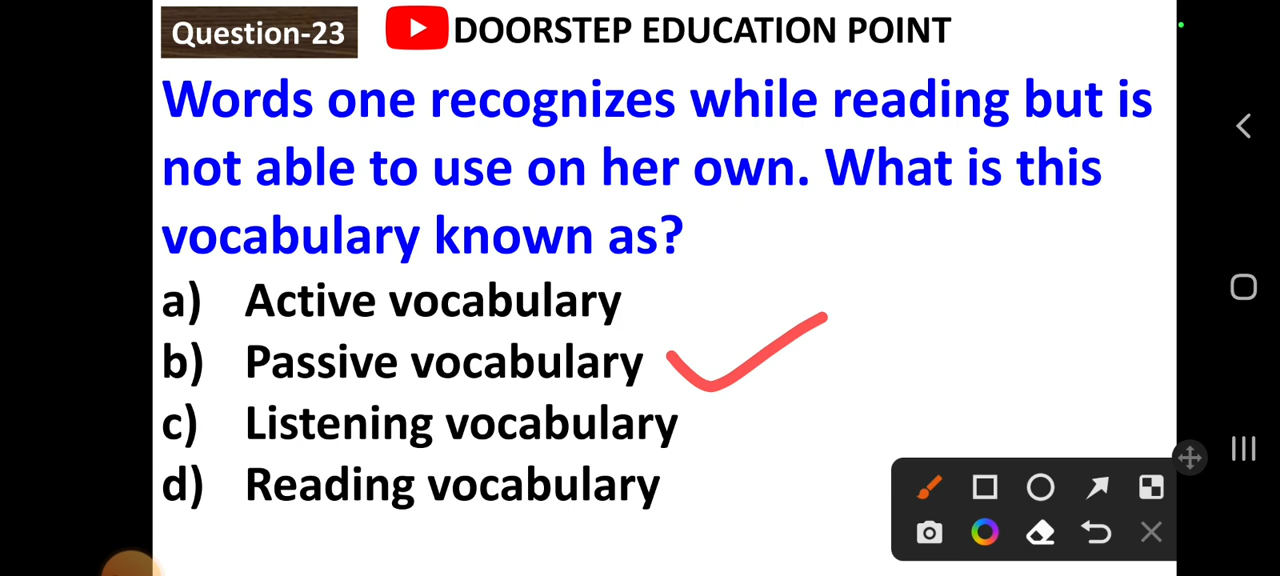 Question-23 DOORSTEP EDUCATION POINT
Words one recognizes while reading but is
not able to use on her own. What is this
vocabulary known as?
a) Active vocabulary
b) Passive vocabulary
c) Listening vocabulary
d) Reading vocabulary